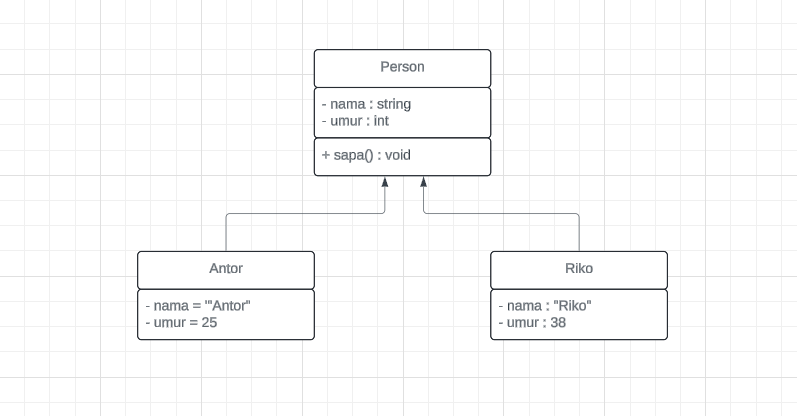 Person
- nama : string
- umur : int
+ sapa() : void
Antor
- nama = '"Antor"
- umur = 25
Riko
- nama : "Riko"
- umur : 38